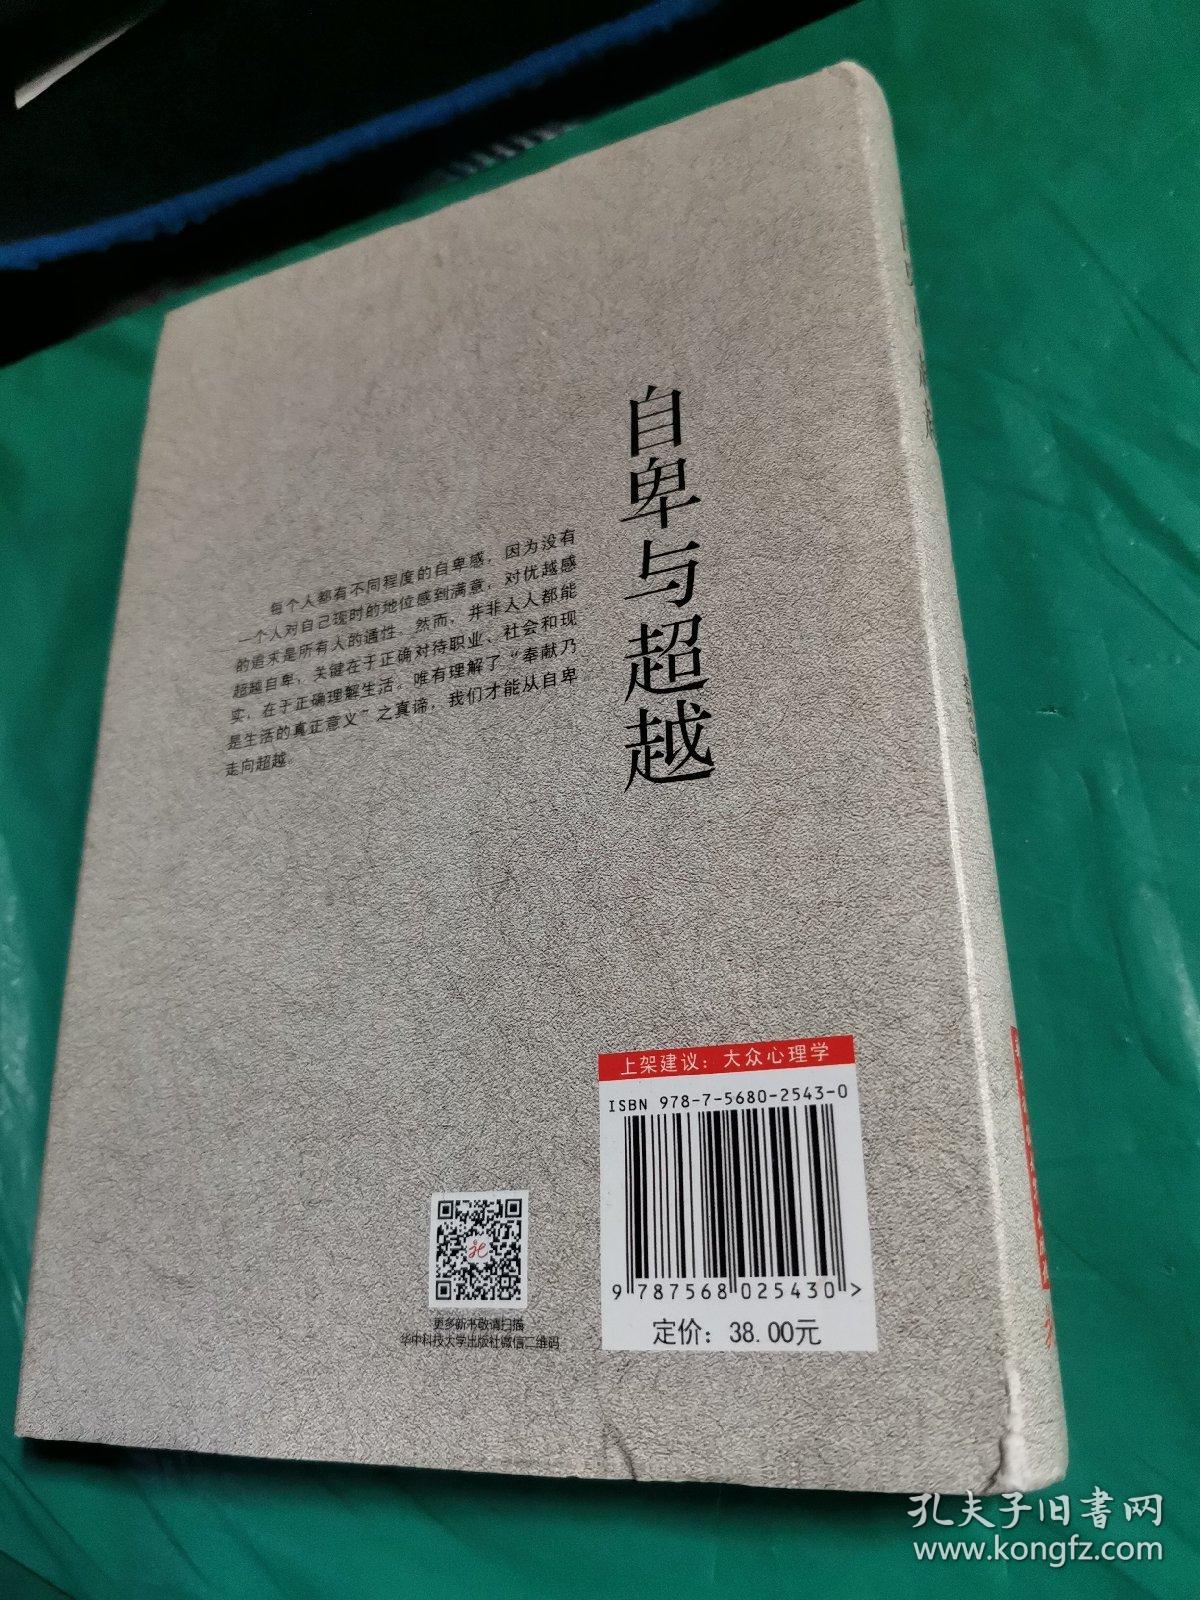 自卑与超越
每个人都有不同程度的自卑感，因为没有
一个人对自己现时的地位感到满意，对优越感
的追求是所有人的通性。然而，并非人人都能
超越自卑，关键在于正确对待职业、社会和现
实，在于正确理解生活。唯有理解了“奉献乃
是生活的真正意义”之真谛，我们才能从自卑
走向超越。
上架建议：大众心理学
ISBN 978-7-5680-2543-0
9 787568 025430 >
定价：38.00元
更多新书敬请扫描
华中科技大学出版社微信二维码
孔夫子旧书网
www.kongfz.com